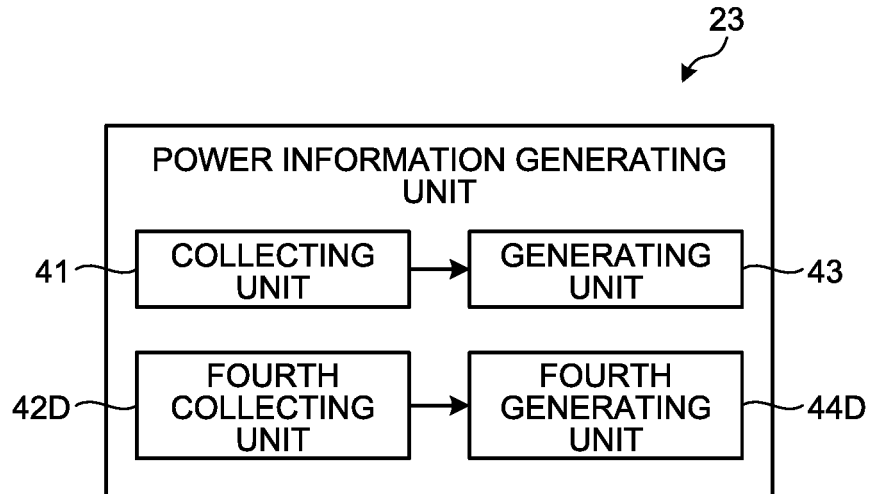 23
POWER INFORMATION GENERATING
UNIT
41
COLLECTING
UNIT
GENERATING
UNIT
43
42D
FOURTH
COLLECTING
UNIT
FOURTH
GENERATING
UNIT
44D